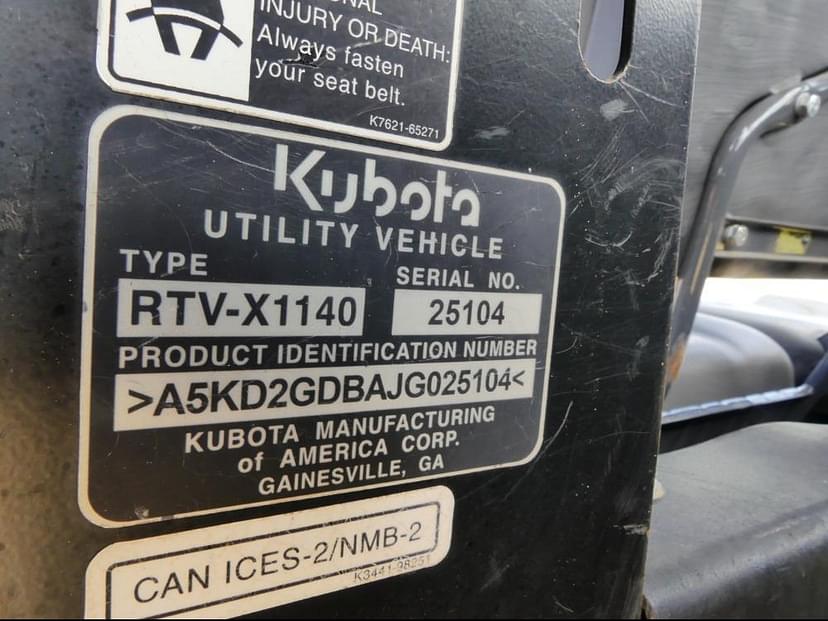 INJURY OR DEATH:
Always fasten
your seat belt.
K7621-65271
Kubota
UTILITY VEHICLE
TYPE
SERIAL NO.
RTV-X1140
25104
PRODUCT IDENTIFICATION NUMBER
>A5KD2GDBAJG025104<
KUBOTA MANUFACTURING
of AMERICA CORP.
GAINESVILLE, GA
CAN ICES-2/NMB-2